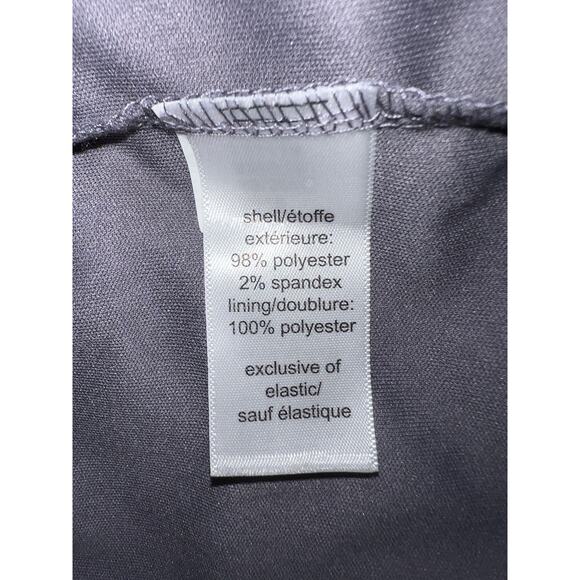 shell/étoffe
extérieure:
98% polyester
2% spandex
lining/doublure:
100% polyester
exclusive of
elastic/
sauf élastique